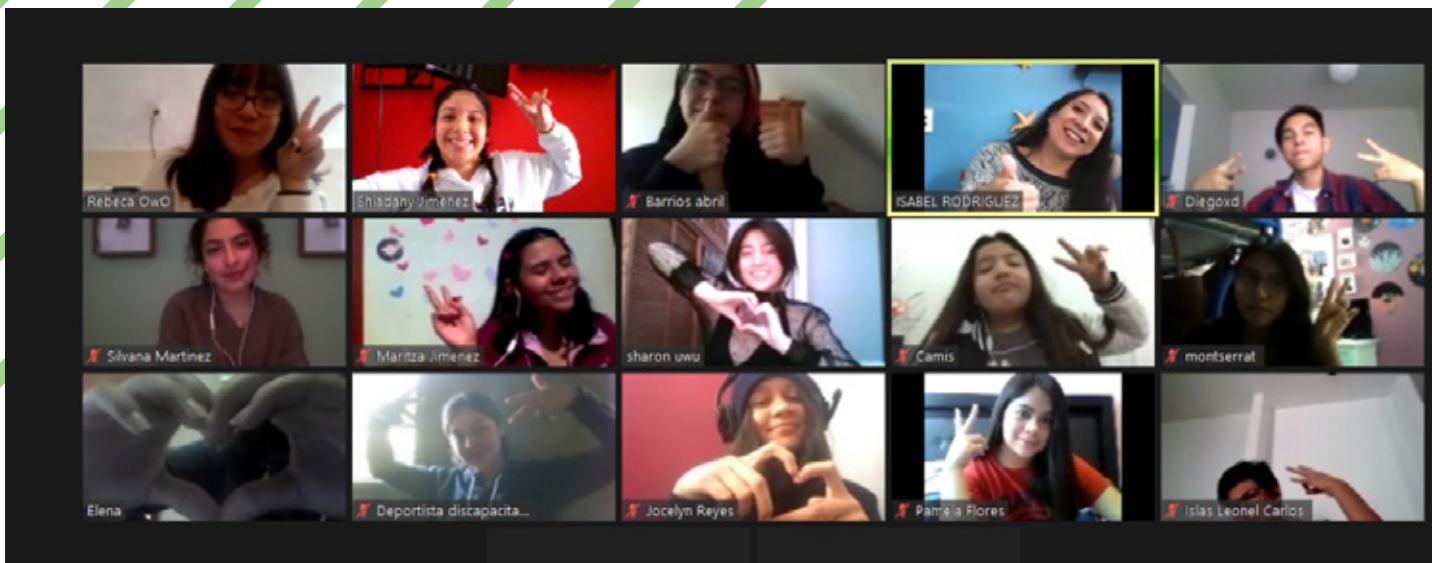 Rebeca OwO
Shiadany Jimenez
Barrios abril
ISABEL RODRIGUEZ
Diegoxd
Silvana Martinez
Maritza Jimenez
sharon uwu
Camis
montserrat
Elena
Deportista discapacita...
Jocelyn Reyes
Pamela Flores
Islas Leonel Carlos